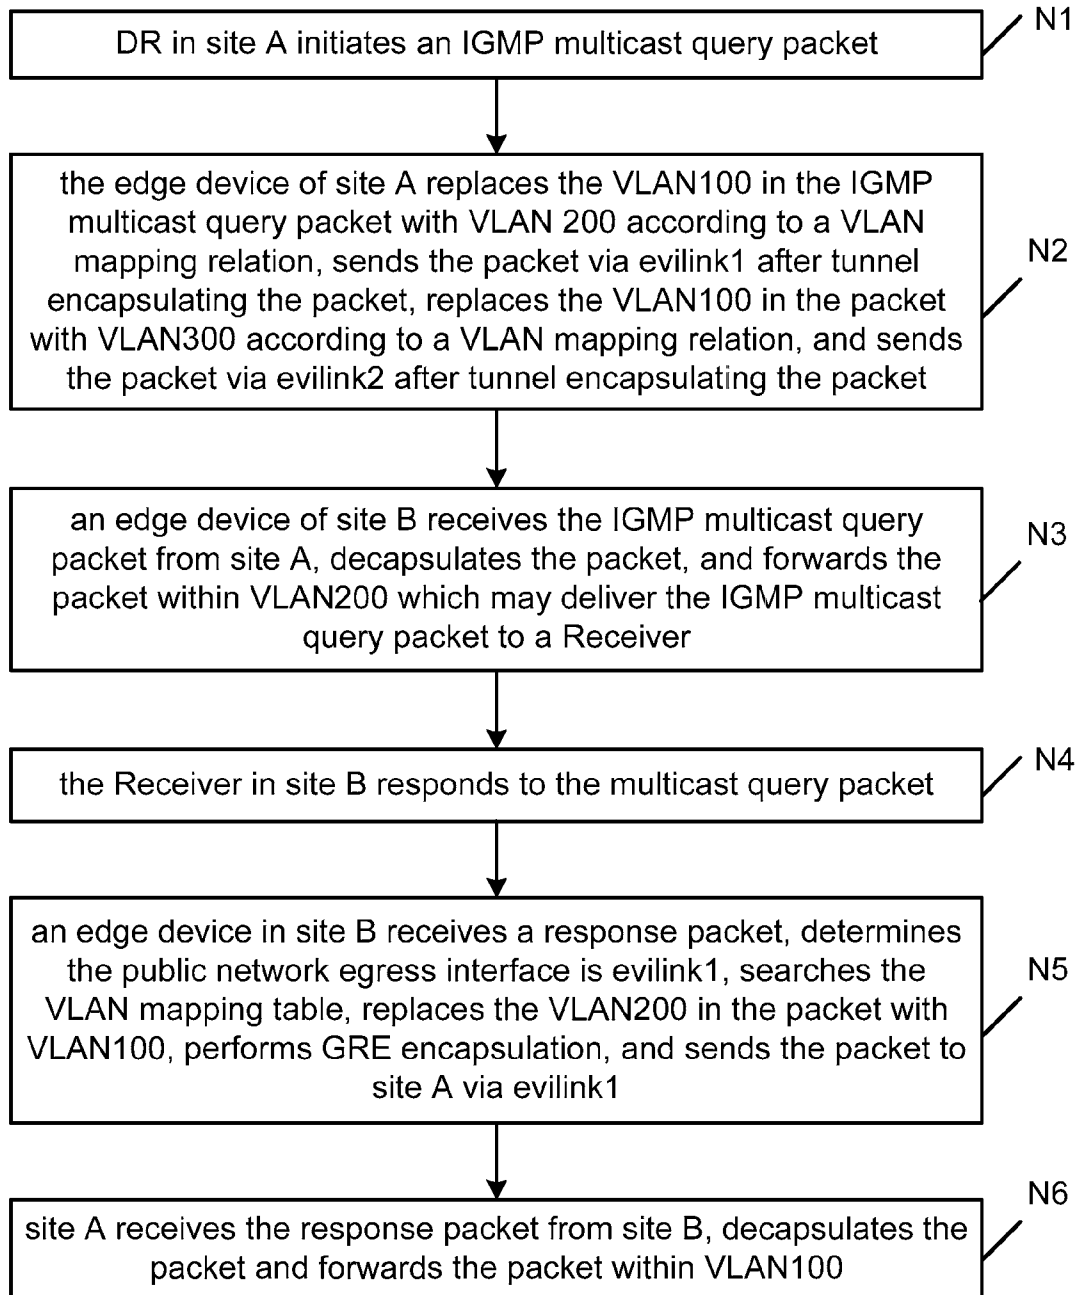 DR in site A initiates an IGMP multicast query packet
N1
the edge device of site A replaces the VLAN100 in the IGMP
multicast query packet with VLAN 200 according to a VLAN
mapping relation, sends the packet via evilink1 after tunnel
encapsulating the packet, replaces the VLAN100 in the packet
with VLAN300 according to a VLAN mapping relation, and sends
the packet via evilink2 after tunnel encapsulating the packet
N2
an edge device of site B receives the IGMP multicast query
packet from site A, decapsulates the packet, and forwards the
packet within VLAN200 which may deliver the IGMP multicast
query packet to a Receiver
N3
the Receiver in site B responds to the multicast query packet
N4
an edge device in site B receives a response packet, determines
the public network egress interface is evilink1, searches the
VLAN mapping table, replaces the VLAN200 in the packet with
VLAN100, performs GRE encapsulation, and sends the packet to
site A via evilink1
N5
site A receives the response packet from site B, decapsulates the
packet and forwards the packet within VLAN100
N6